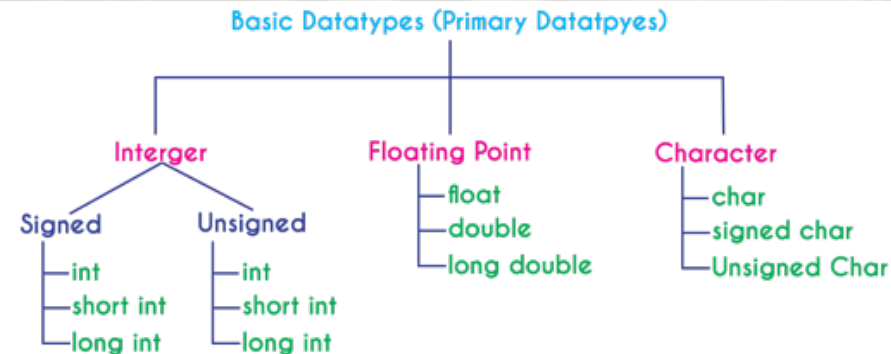 Basic Datatypes (Primary Datatpyes)
Interger
Floating Point
Character
Signed
Unsigned
int
short int
long int
int
short int
long int
float
double
long double
char
signed char
Unsigned Char